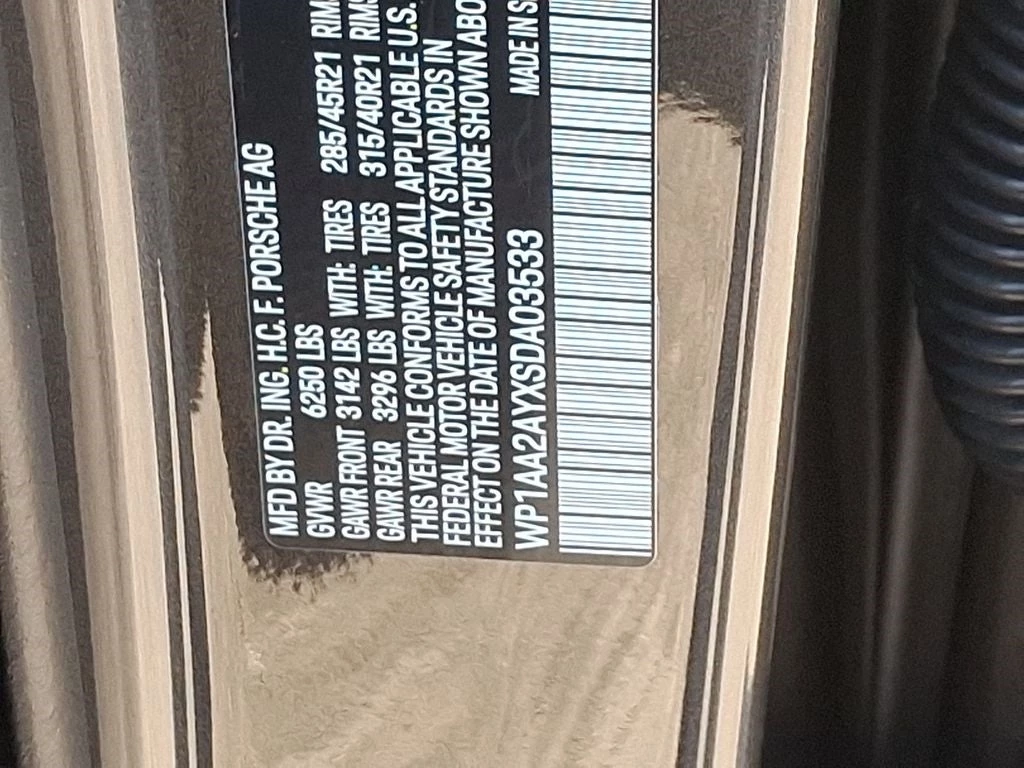 MFD BY DR. ING. H.C. F. PORSCHE AG
GVWR 6250 LBS
GAWR FRONT 3142 LBS WITH: TIRES 285/45R21 RIMS
GAWR REAR 3296 LBS WITH: TIRES 315/40R21 RIMS
THIS VEHICLE CONFORMS TO ALL APPLICABLE U.S.
FEDERAL MOTOR VEHICLE SAFETY STANDARDS IN
EFFECT ON THE DATE OF MANUFACTURE SHOWN ABO
WP1AA2AYXSDA03533 MADE IN S